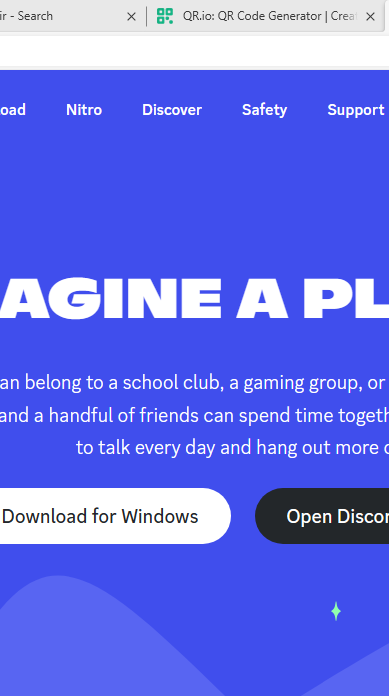 ir - Search
QR.io: QR Code Generator | Crea
oad Nitro Discover Safety Support
AGINE A PL
an belong to a school club, a gaming group, or
and a handful of friends can spend time togeth
to talk every day and hang out more o
Download for Windows
Open Discor